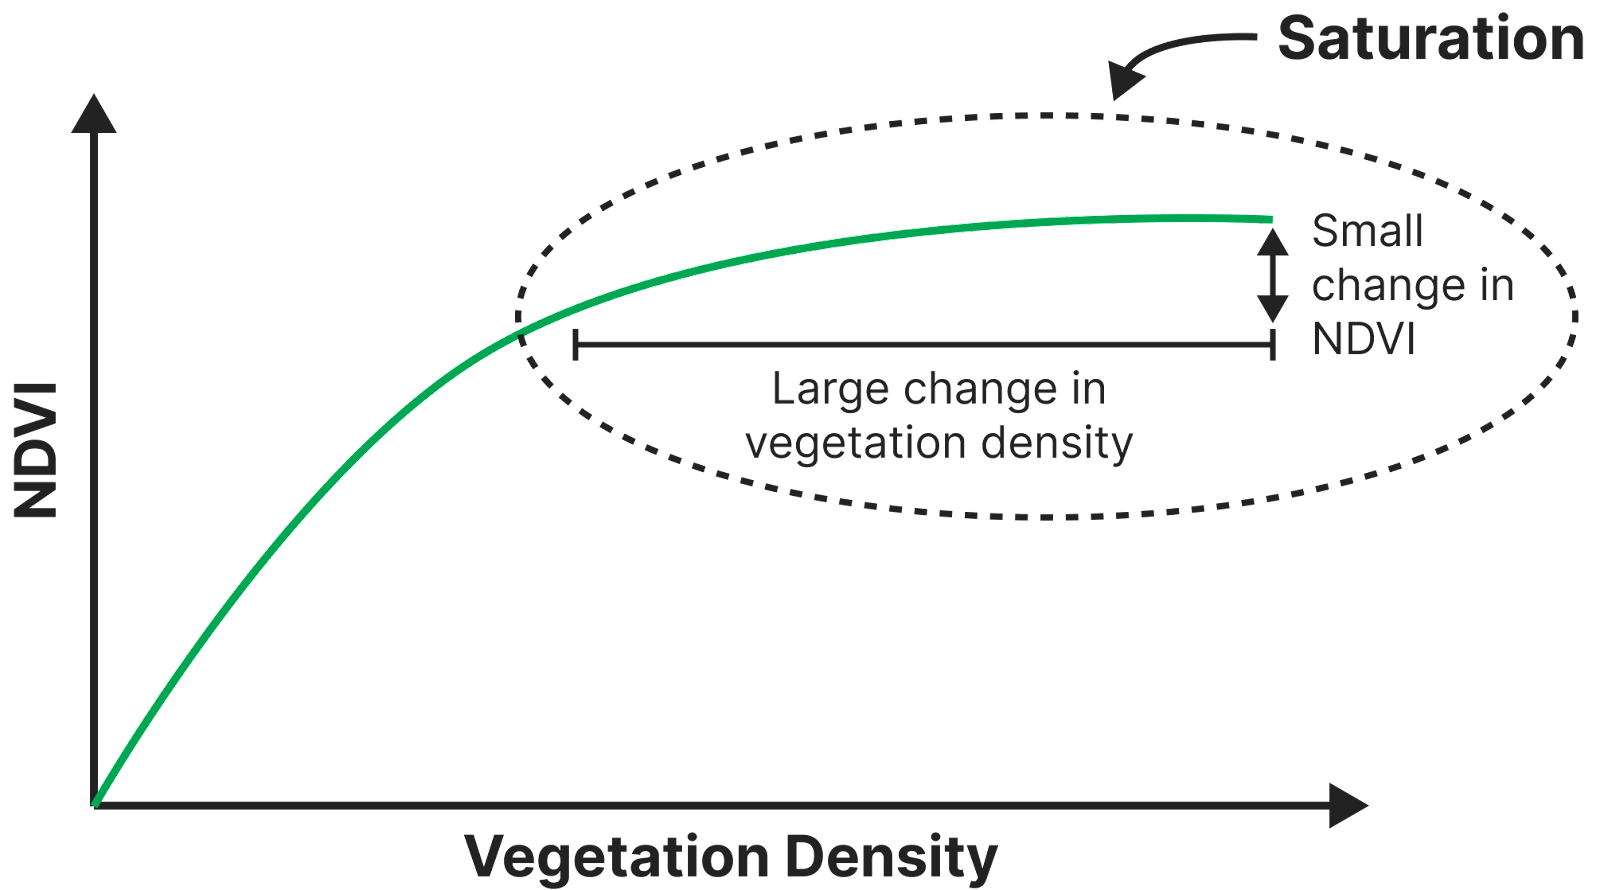 Saturation
Small
change in
NDVI
Large change in
vegetation density
NDVI
Vegetation Density